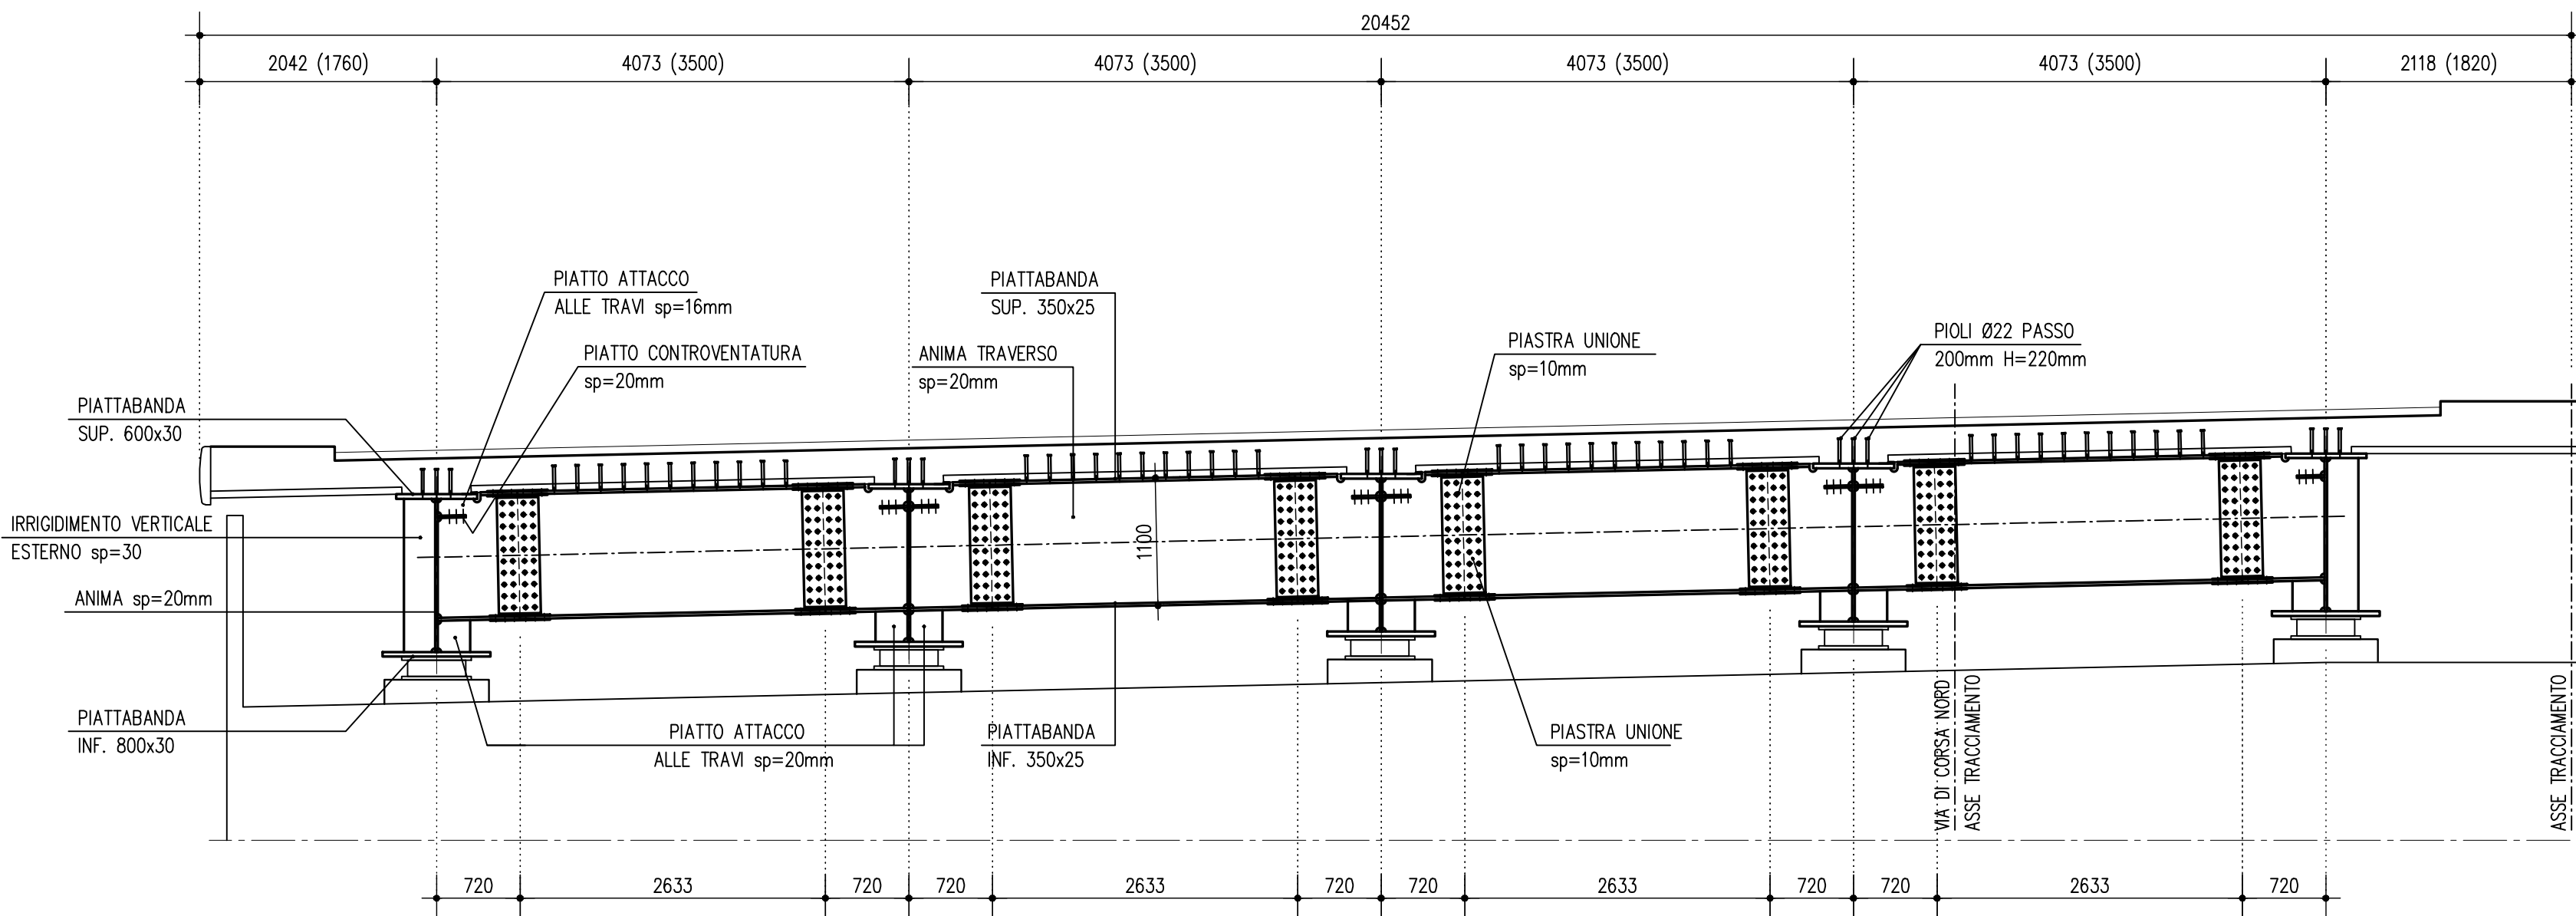 20452
2042 (1760)
4073 (3500)
4073 (3500)
4073 (3500)
4073 (3500)
2118 (1820)
PIATTO ATTACCO
ALLE TRAVI sp=16mm
PIATTABANDA
SUP. 350x25
PIATTO CONTROVENTATURA
sp=20mm
ANIMA TRAVERSO
sp=20mm
PIASTRA UNIONE
sp=10mm
PIOLI Ø22 PASSO
200mm H=220mm
PIATTABANDA
SUP. 600x30
IRRIGIDIMENTO VERTICALE
ESTERNO sp=30
1100
ANIMA sp=20mm
PIATTABANDA
INF. 800x30
PIATTO ATTACCO
ALLE TRAVI sp=20mm
PIATTABANDA
INF. 350x25
PIASTRA UNIONE
sp=10mm
VIA DI CORSA NORD
ASSE TRACCIAMENTO
ASSE TRACCIAMENTO
720
2633
720
720
2633
720
720
2633
720
720
2633
720